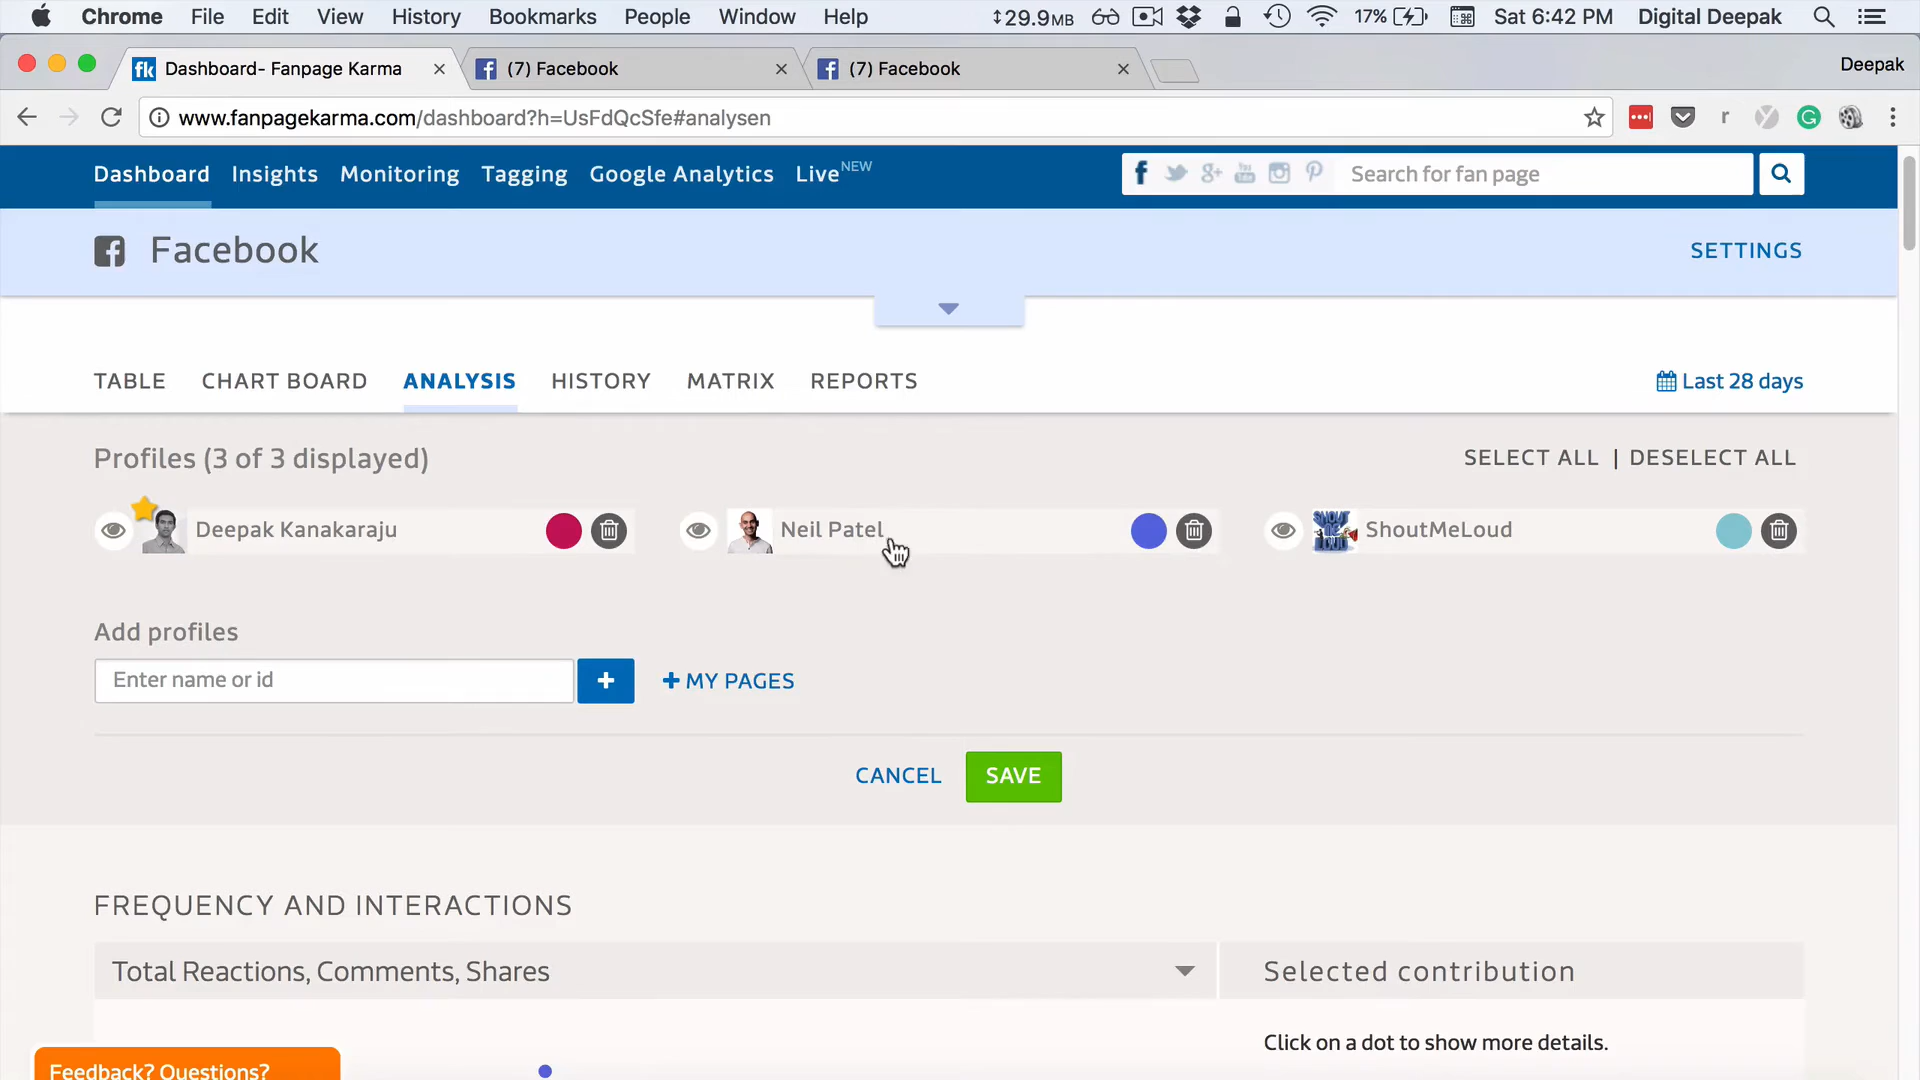 Chrome File Edit View History Bookmarks People Window Help 29.9MB 17% Sat 6:42 PM Digital Deepak
fk Dashboard- Fanpage Karma (7) Facebook (7) Facebook Deepak
www.fanpagekarma.com/dashboard?h=UsFdQcSfe#analysen
Dashboard Insights Monitoring Tagging Google Analytics Live NEW Search for fan page
Facebook SETTINGS
TABLE CHART BOARD ANALYSIS HISTORY MATRIX REPORTS Last 28 days
Profiles (3 of 3 displayed) SELECT ALL | DESELECT ALL
Deepak Kanakaraju Neil Patel ShoutMeLoud
Add profiles
Enter name or id + + MY PAGES
CANCEL SAVE
FREQUENCY AND INTERACTIONS
Total Reactions, Comments, Shares Selected contribution
Click on a dot to show more details.
Feedback? Questions?